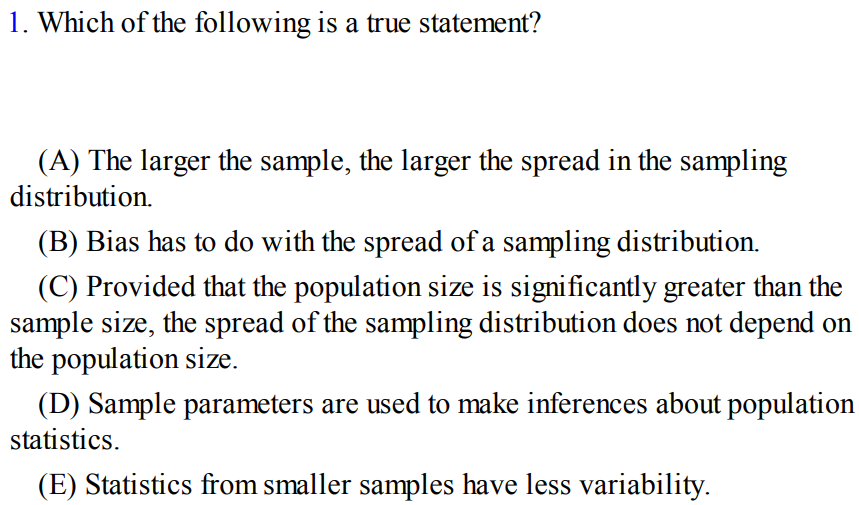 1. Which of the following is a true statement?
(A) The larger the sample, the larger the spread in the sampling
distribution.
(B) Bias has to do with the spread of a sampling distribution.
(C) Provided that the population size is significantly greater than the
sample size, the spread of the sampling distribution does not depend on
the population size.
(D) Sample parameters are used to make inferences about population
statistics.
(E) Statistics from smaller samples have less variability.